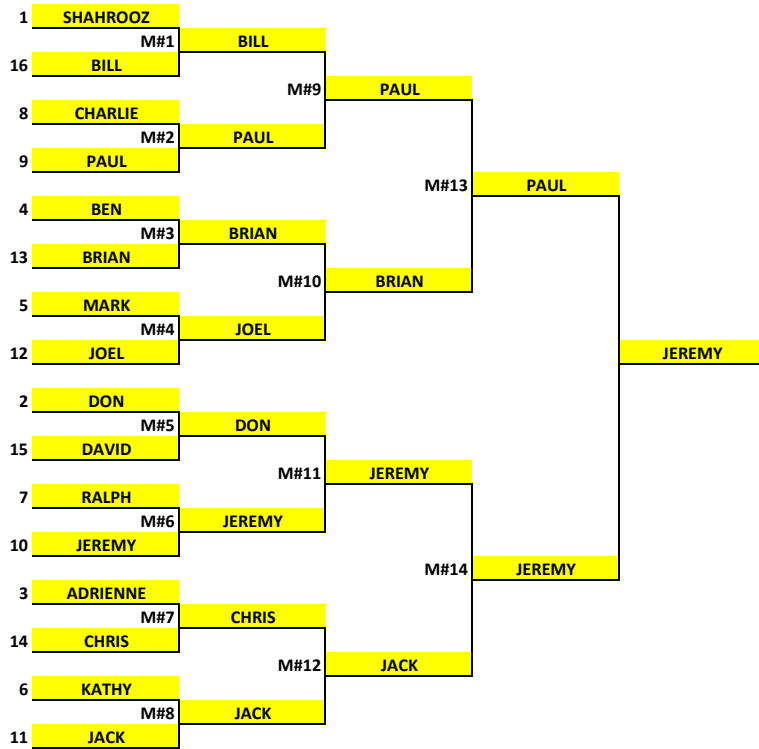 1 SHAHROOZ
M#1 BILL
16 BILL
M#9 PAUL
8 CHARLIE
M#2 PAUL
9 PAUL
M#13 PAUL
4 BEN
M#3 BRIAN
13 BRIAN
M#10 BRIAN
5 MARK
M#4 JOEL
12 JOEL
JEREMY
2 DON
M#5 DON
15 DAVID
M#11 JEREMY
7 RALPH
M#6 JEREMY
10 JEREMY
M#14 JEREMY
3 ADRIENNE
M#7 CHRIS
14 CHRIS
M#12 JACK
6 KATHY
M#8 JACK
11 JACK